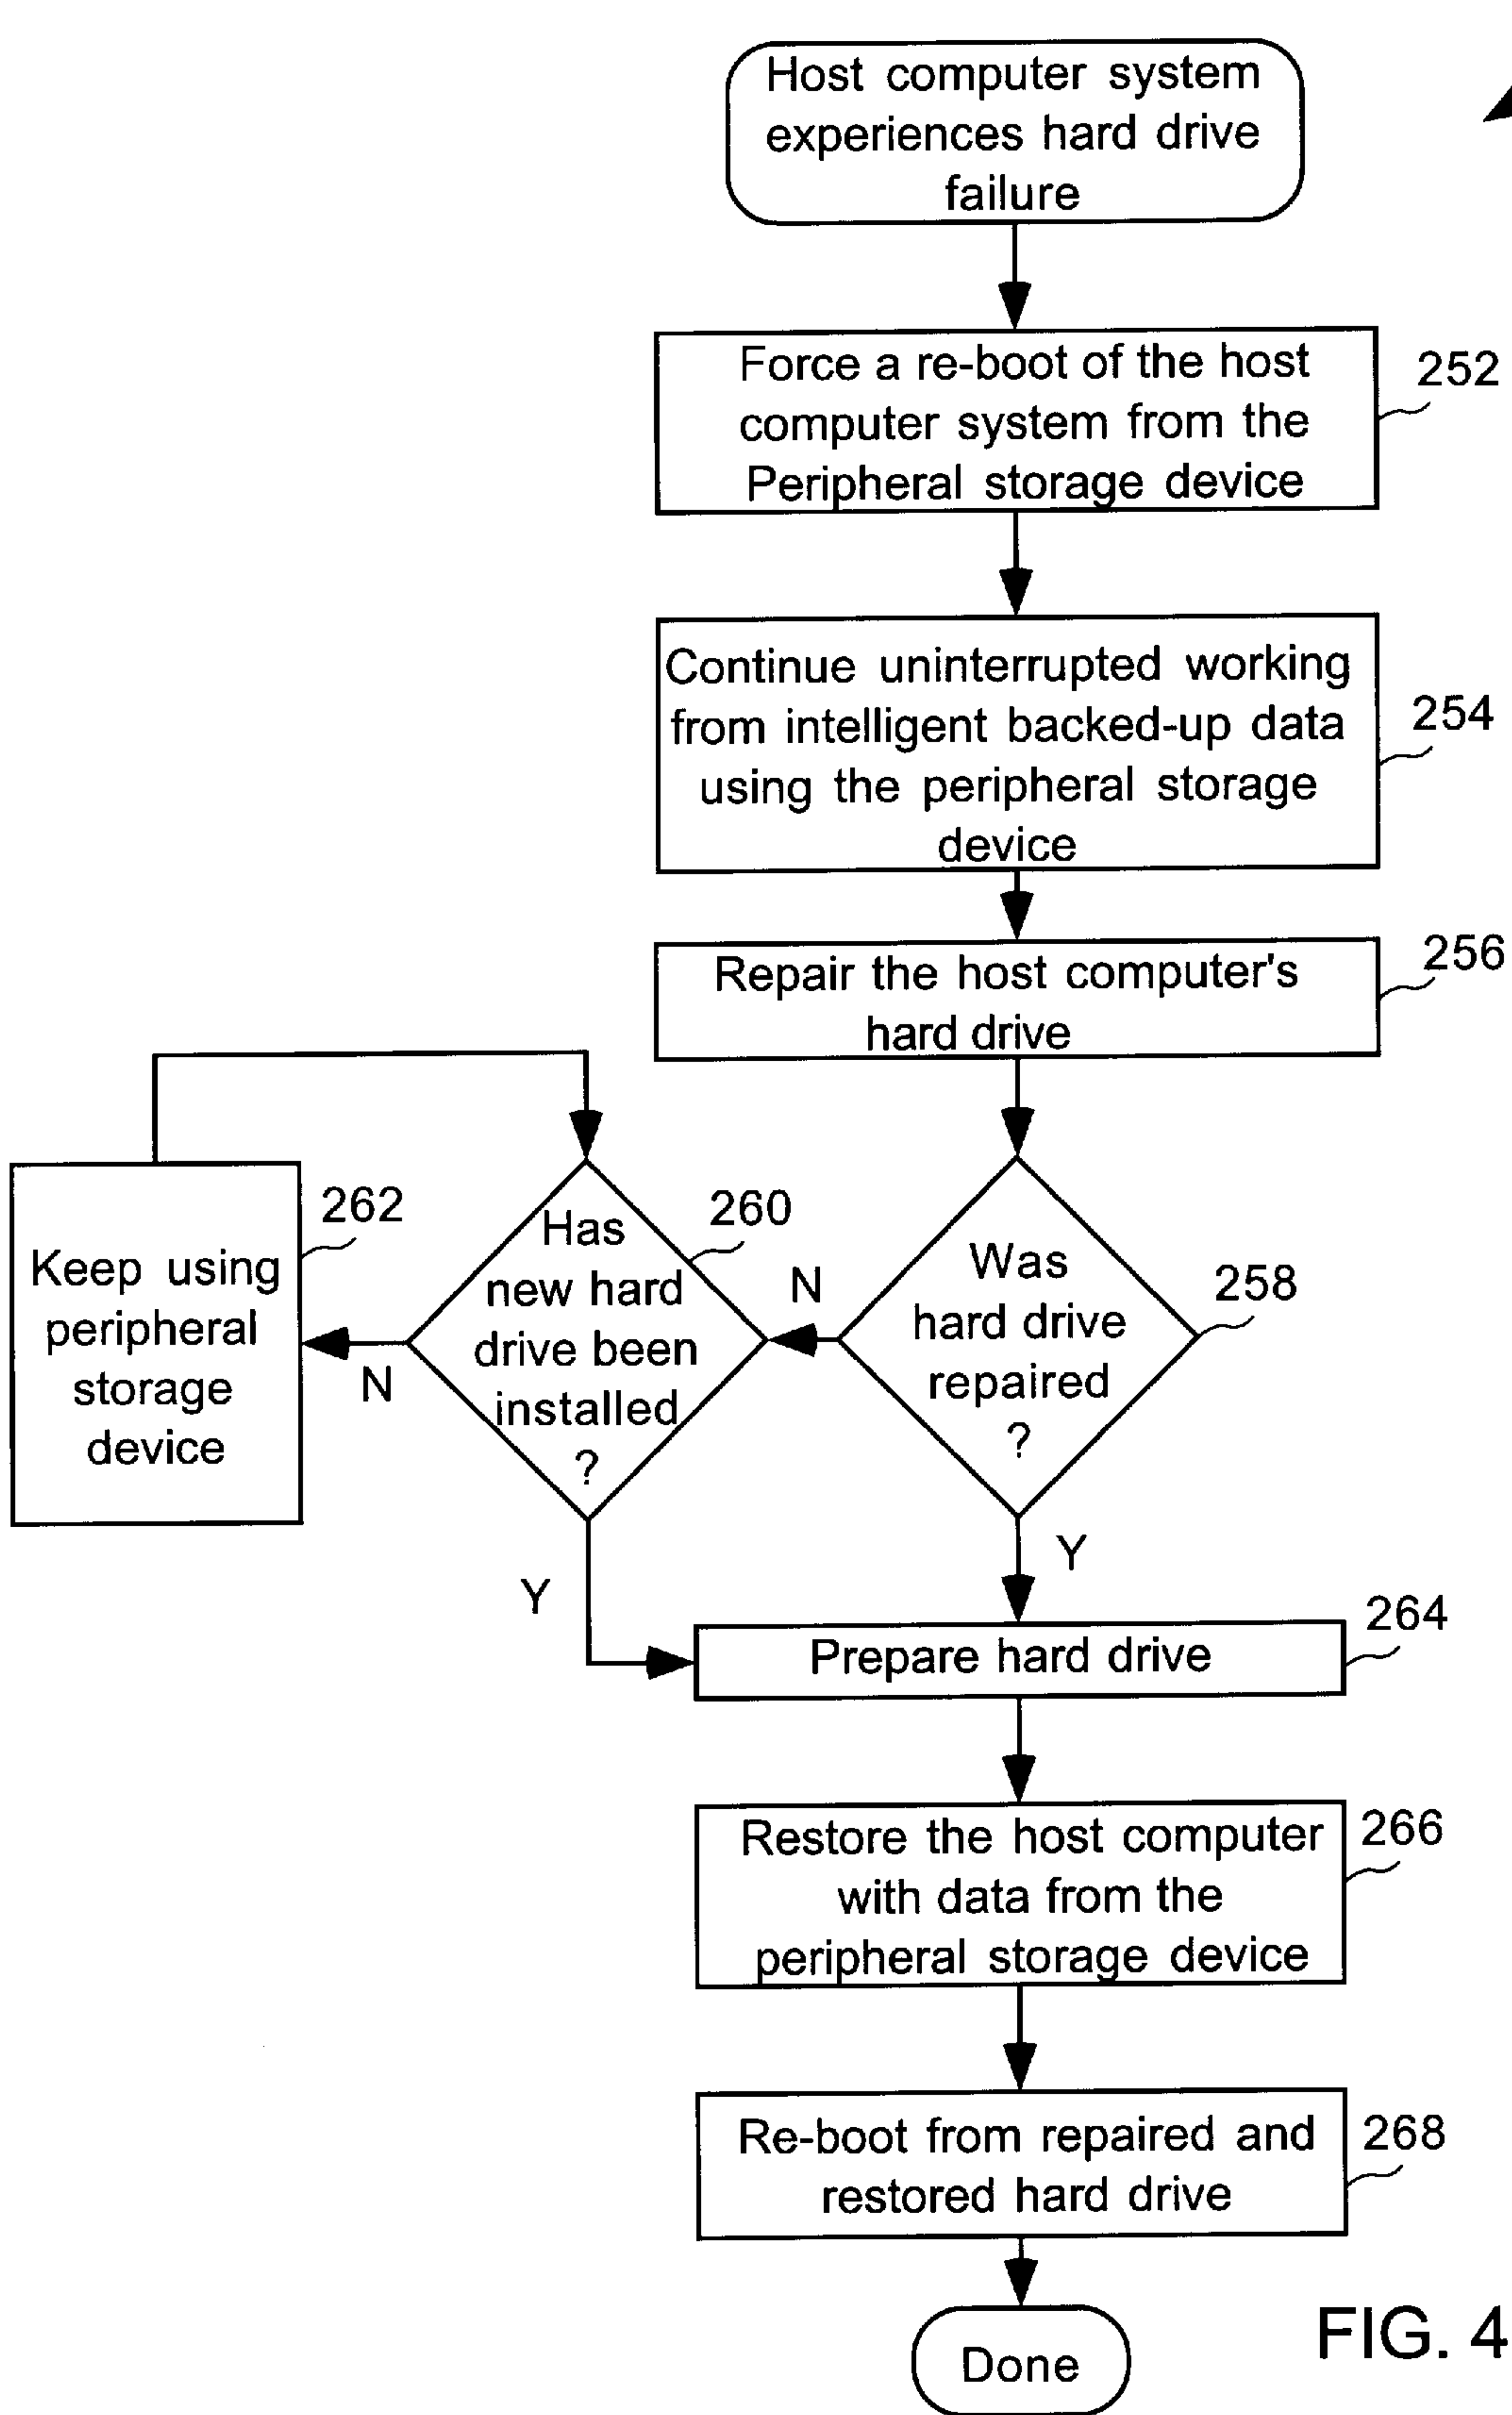 Host computer system
experiences hard drive
failure
Force a re-boot of the host
computer system from the
Peripheral storage device
252
Continue uninterrupted working
from intelligent backed-up data
using the peripheral storage
device
254
Repair the host computer's
hard drive
256
Was
hard drive
repaired
?
258
N
Y
Has
new hard
drive been
installed
?
260
N
Y
Keep using
peripheral
storage
device
262
Prepare hard drive
264
Restore the host computer
with data from the
peripheral storage device
266
Re-boot from repaired and
restored hard drive
268
Done
FIG. 4